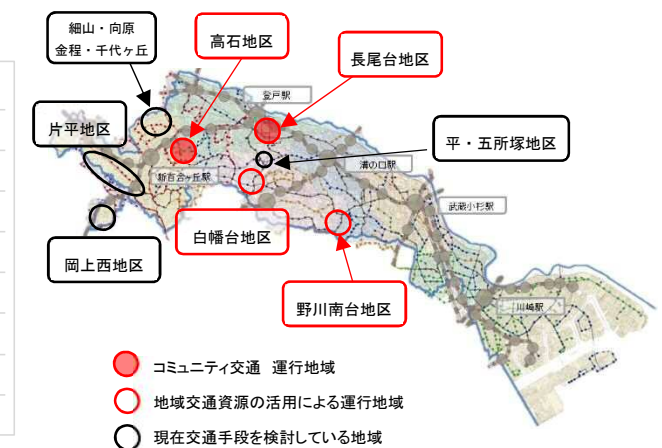 細山・向原
金程・千代ヶ丘
高石地区
長尾台地区
登戸駅
片平地区
平・五所塚地区
溝の口駅
新百合ヶ丘駅
武蔵小杉駅
白幡台地区
岡上西地区
野川南台地区
川崎駅
コミュニティ交通 運行地域
地域交通資源の活用による運行地域
現在交通手段を検討している地域